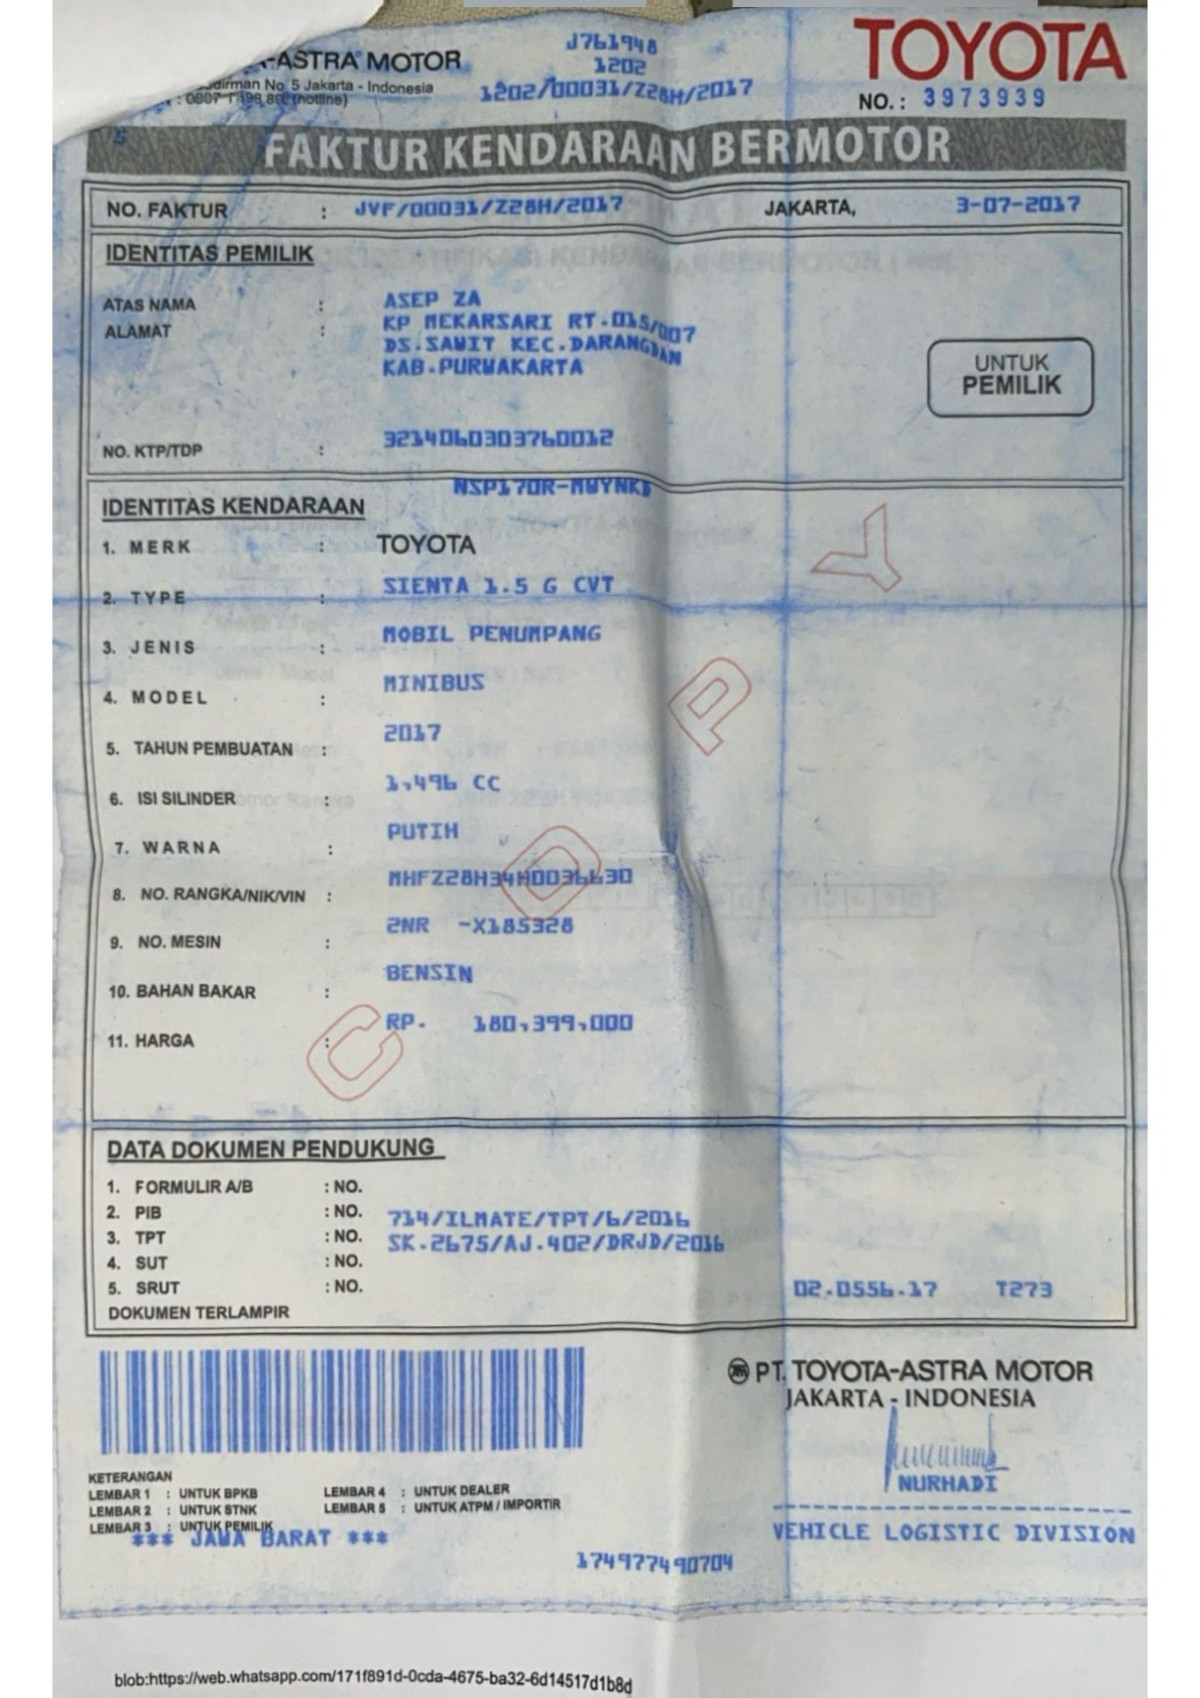 -ASTRA MOTOR
No 5 Jakarta - Indonesia
(hotline)
J761948
1202
1202/00031/Z28H/2017
TOYOTA
NO. : 3973939
FAKTUR KENDARAAN BERMOTOR
NO. FAKTUR : JVF/00031/Z28H/2017 JAKARTA, 3-07-2017
IDENTITAS PEMILIK
ATAS NAMA : ASEP ZA
ALAMAT : KP MEKARSARI RT.015/007
DS.SAWIT KEC.DARANGDAN
KAB.PURWAKARTA
UNTUK
PEMILIK
NO. KTP/TDP : 3214060303760012
NSP170R-MWYNKD
IDENTITAS KENDARAAN
1. MERK : TOYOTA
2. TYPE : SIENTA 1.5 G CVT
3. JENIS : MOBIL PENUMPANG
4. MODEL : MINIBUS
5. TAHUN PEMBUATAN : 2017
6. ISI SILINDER : 1,496 CC
7. WARNA : PUTIH
8. NO. RANGKA/NIK/VIN : MHFZ28H34H0036630
9. NO. MESIN : 2NR -X185328
10. BAHAN BAKAR : BENSIN
11. HARGA : RP. 180,399,000
COPY
DATA DOKUMEN PENDUKUNG
1. FORMULIR A/B : NO.
2. PIB : NO. 714/ILMATE/TPT/6/2016
3. TPT : NO. SK.2675/AJ.402/DRJD/2016
4. SUT : NO.
5. SRUT : NO. 02.0556.17 T273
DOKUMEN TERLAMPIR
PT. TOYOTA-ASTRA MOTOR
JAKARTA - INDONESIA
NURHADI
VEHICLE LOGISTIC DIVISION
KETERANGAN
LEMBAR 1 : UNTUK BPKB LEMBAR 4 : UNTUK DEALER
LEMBAR 2 : UNTUK STNK LEMBAR 5 : UNTUK ATPM / IMPORTIR
LEMBAR 3 : UNTUK PEMILIK
*** JAWA BARAT ***
174977490704
blob:https://web.whatsapp.com/171f891d-0cda-4675-ba32-6d14517d1b8d